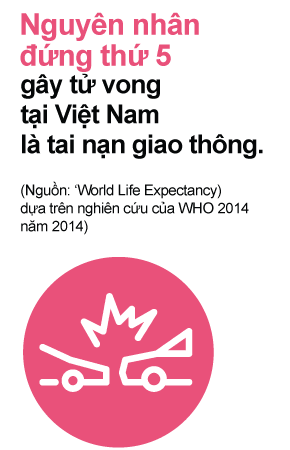 Nguyên nhân
đứng thứ 5
gây tử vong
tại Việt Nam
là tai nạn giao thông.
(Nguồn: ‘World Life Expectancy)
dựa trên nghiên cứu của WHO 2014
năm 2014)